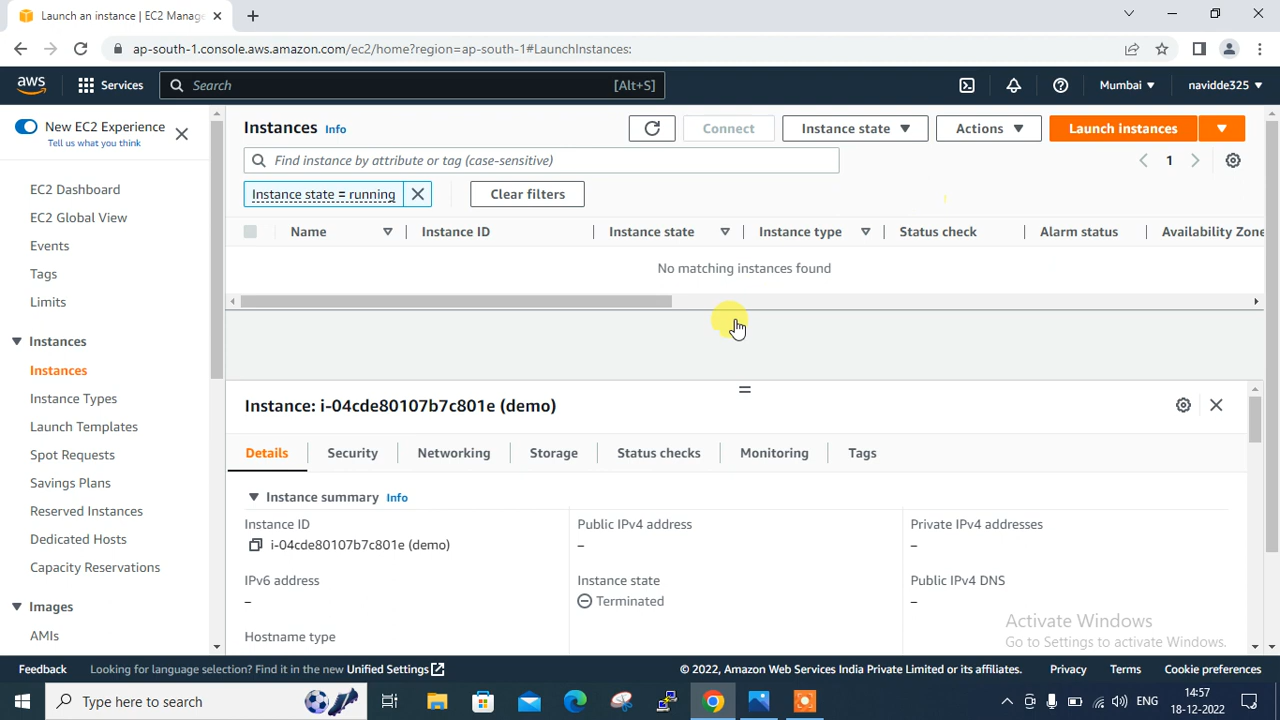 Launch an instance | EC2 Manage
ap-south-1.console.aws.amazon.com/ec2/home?region=ap-south-1#LaunchInstances:
aws
Services
Search
[Alt+S]
Mumbai
navidde325
New EC2 Experience
Tell us what you think
EC2 Dashboard
EC2 Global View
Events
Tags
Limits
Instances
Instances
Instance Types
Launch Templates
Spot Requests
Savings Plans
Reserved Instances
Dedicated Hosts
Capacity Reservations
Images
AMIs
Instances Info
Connect
Instance state
Actions
Launch instances
Find instance by attribute or tag (case-sensitive)
1
Instance state = running
Clear filters
Name
Instance ID
Instance state
Instance type
Status check
Alarm status
Availability Zone
No matching instances found
Instance: i-04cde80107b7c801e (demo)
Details
Security
Networking
Storage
Status checks
Monitoring
Tags
Instance summary Info
Instance ID
i-04cde80107b7c801e (demo)
Public IPv4 address
–
Private IPv4 addresses
–
IPv6 address
–
Instance state
Terminated
Public IPv4 DNS
–
Hostname type
Activate Windows
Go to Settings to activate Windows.
Feedback
Looking for language selection? Find it in the new Unified Settings
© 2022, Amazon Web Services India Private Limited or its affiliates.
Privacy
Terms
Cookie preferences
Type here to search
ENG
14:57
18-12-2022